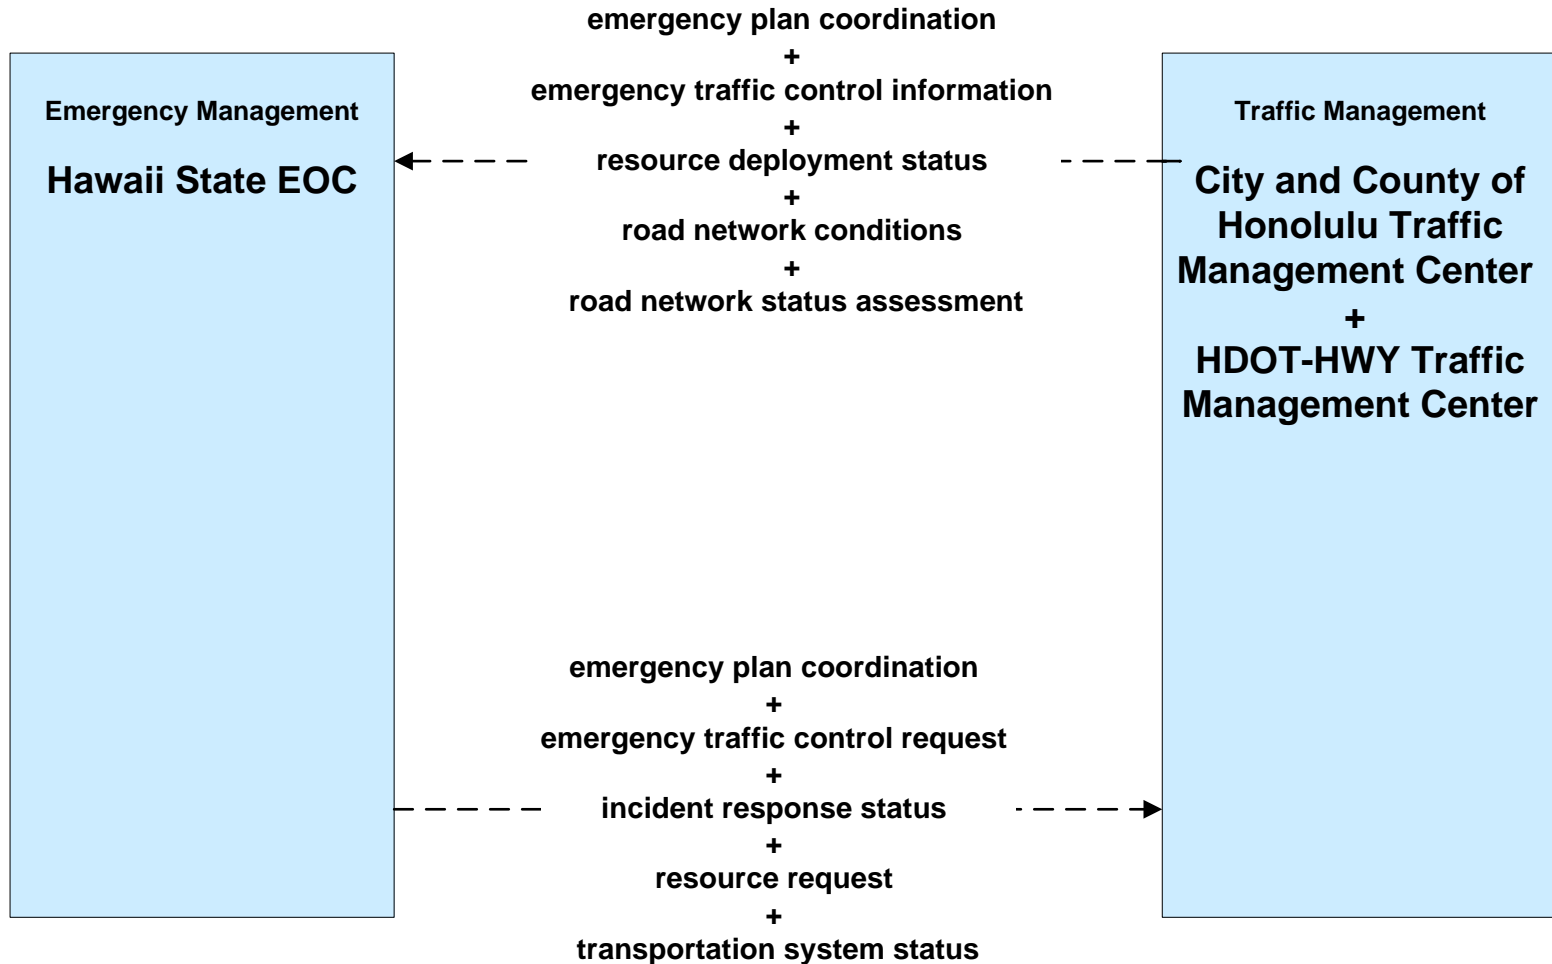 Emergency Management
Hawaii State EOC
emergency plan coordination
+
emergency traffic control information
+
resource deployment status
+
road network conditions
+
road network status assessment
Traffic Management
City and County of
Honolulu Traffic
Management Center
+
HDOT-HWY Traffic
Management Center
emergency plan coordination
+
emergency traffic control request
+
incident response status
+
resource request
+
transportation system status